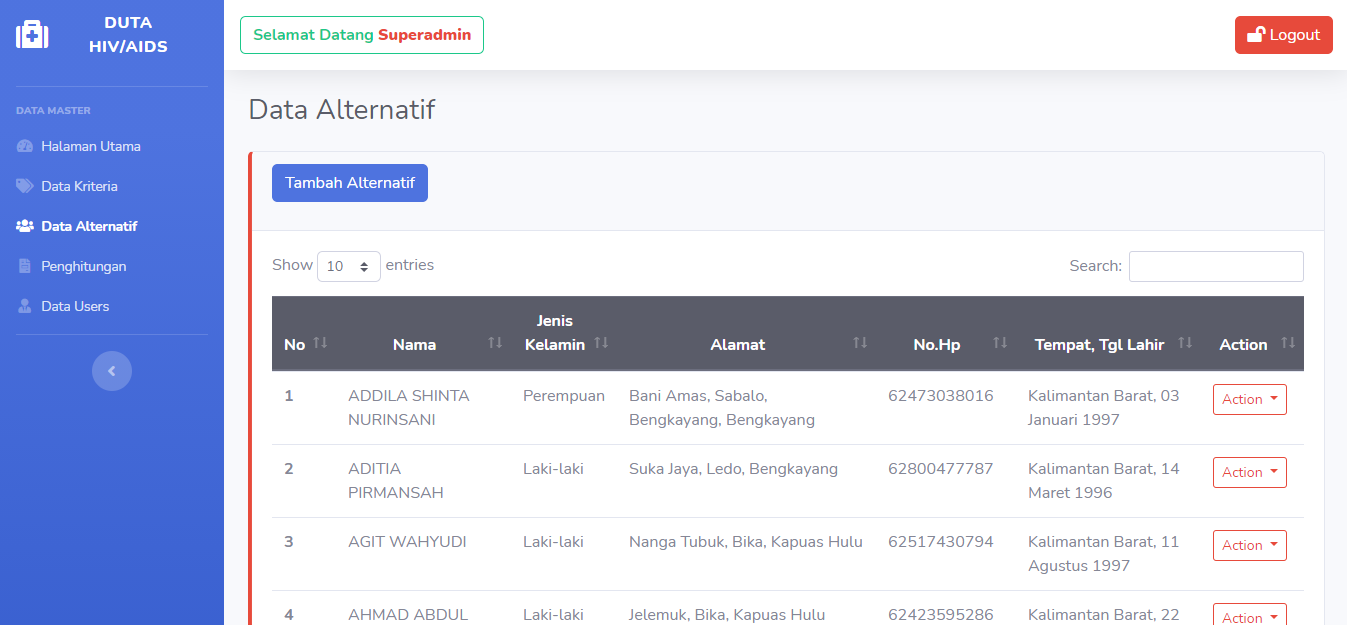 DUTA
HIV/AIDS
Selamat Datang Superadmin
Logout
DATA MASTER
Halaman Utama
Data Kriteria
Data Alternatif
Penghitungan
Data Users
Data Alternatif
Tambah Alternatif
Show 10 entries
Search:
No Nama Jenis Kelamin Alamat No.Hp Tempat, Tgl Lahir Action
1 ADDILA SHINTA Perempuan Bani Amas, Sabalo, 62473038016 Kalimantan Barat, 03 Action
NURINSANI Bengkayang, Bengkayang Januari 1997
2 ADITIA Laki-laki Suka Jaya, Ledo, Bengkayang 62800477787 Kalimantan Barat, 14 Action
PIRMANSAH Maret 1996
3 AGIT WAHYUDI Laki-laki Nanga Tubuk, Bika, Kapuas Hulu 62517430794 Kalimantan Barat, 11 Action
Agustus 1997
4 AHMAD ABDUL Laki-laki Jelemuk, Bika, Kapuas Hulu 62423595286 Kalimantan Barat, 22 Action